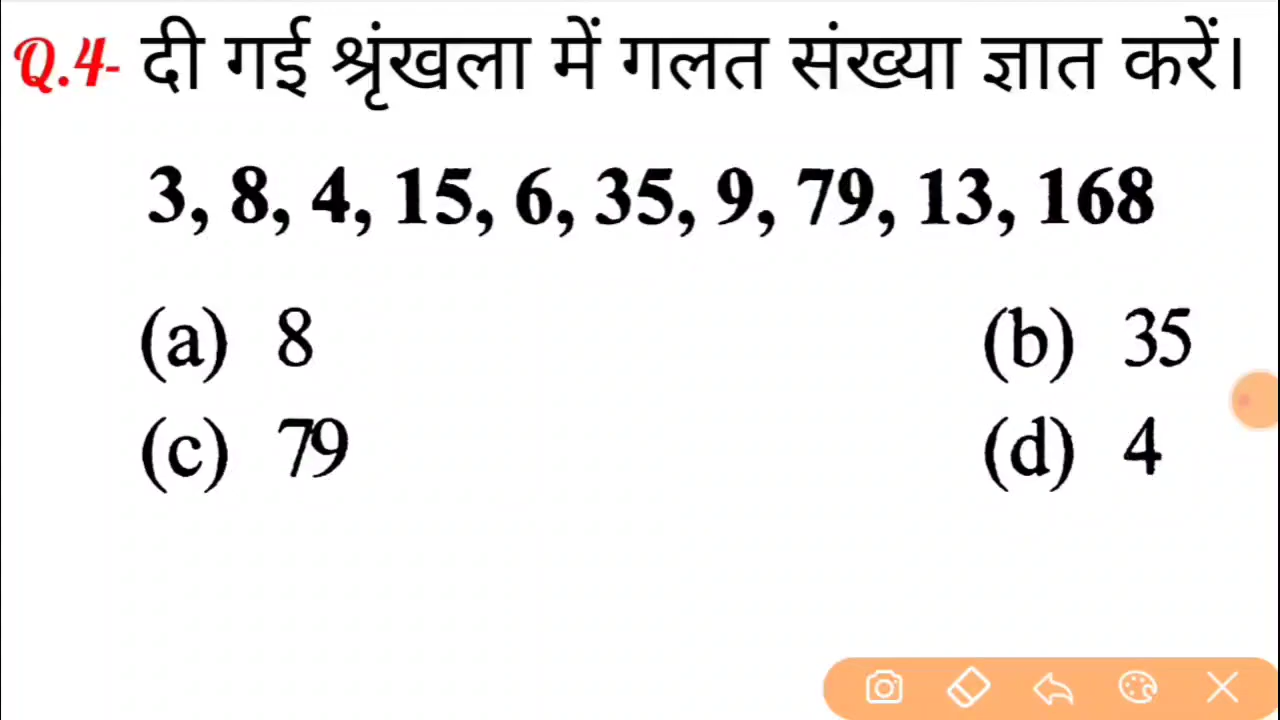 Q.4- दी गई श्रृंखला में गलत संख्या ज्ञात करें।
3, 8, 4, 15, 6, 35, 9, 79, 13, 168
(a) 8 (b) 35
(c) 79 (d) 4